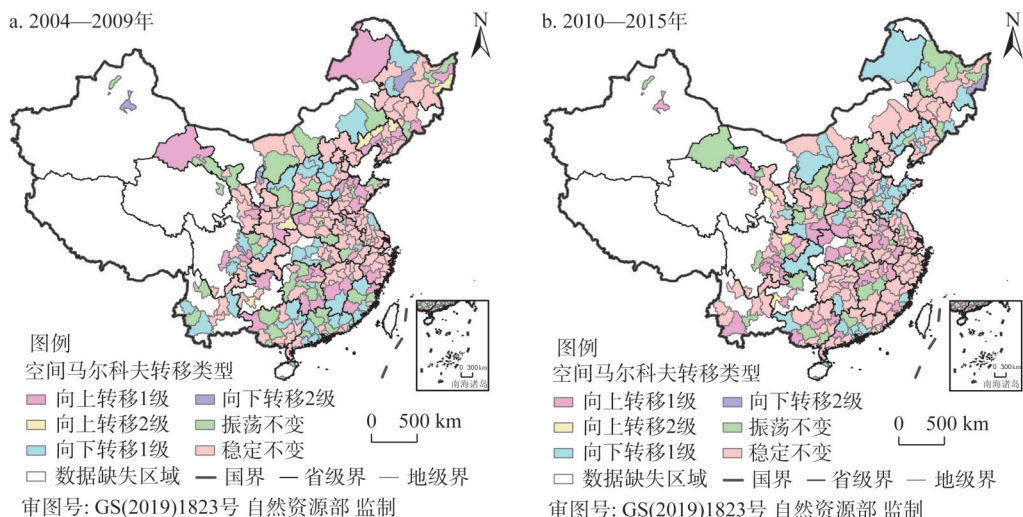 a. 2004—2009年
N
0 300km
南海诸岛
图例
空间马尔科夫转移类型
向上转移1级 向下转移2级
向上转移2级 振荡不变
向下转移1级 稳定不变
数据缺失区域 国界 省级界 地级界
0 500 km
审图号: GS(2019)1823号 自然资源部 监制
b. 2010—2015年
N
0 300km
南海诸岛
图例
空间马尔科夫转移类型
向上转移1级 向下转移2级
向上转移2级 振荡不变
向下转移1级 稳定不变
数据缺失区域 国界 省级界 地级界
0 500 km
审图号: GS(2019)1823号 自然资源部 监制